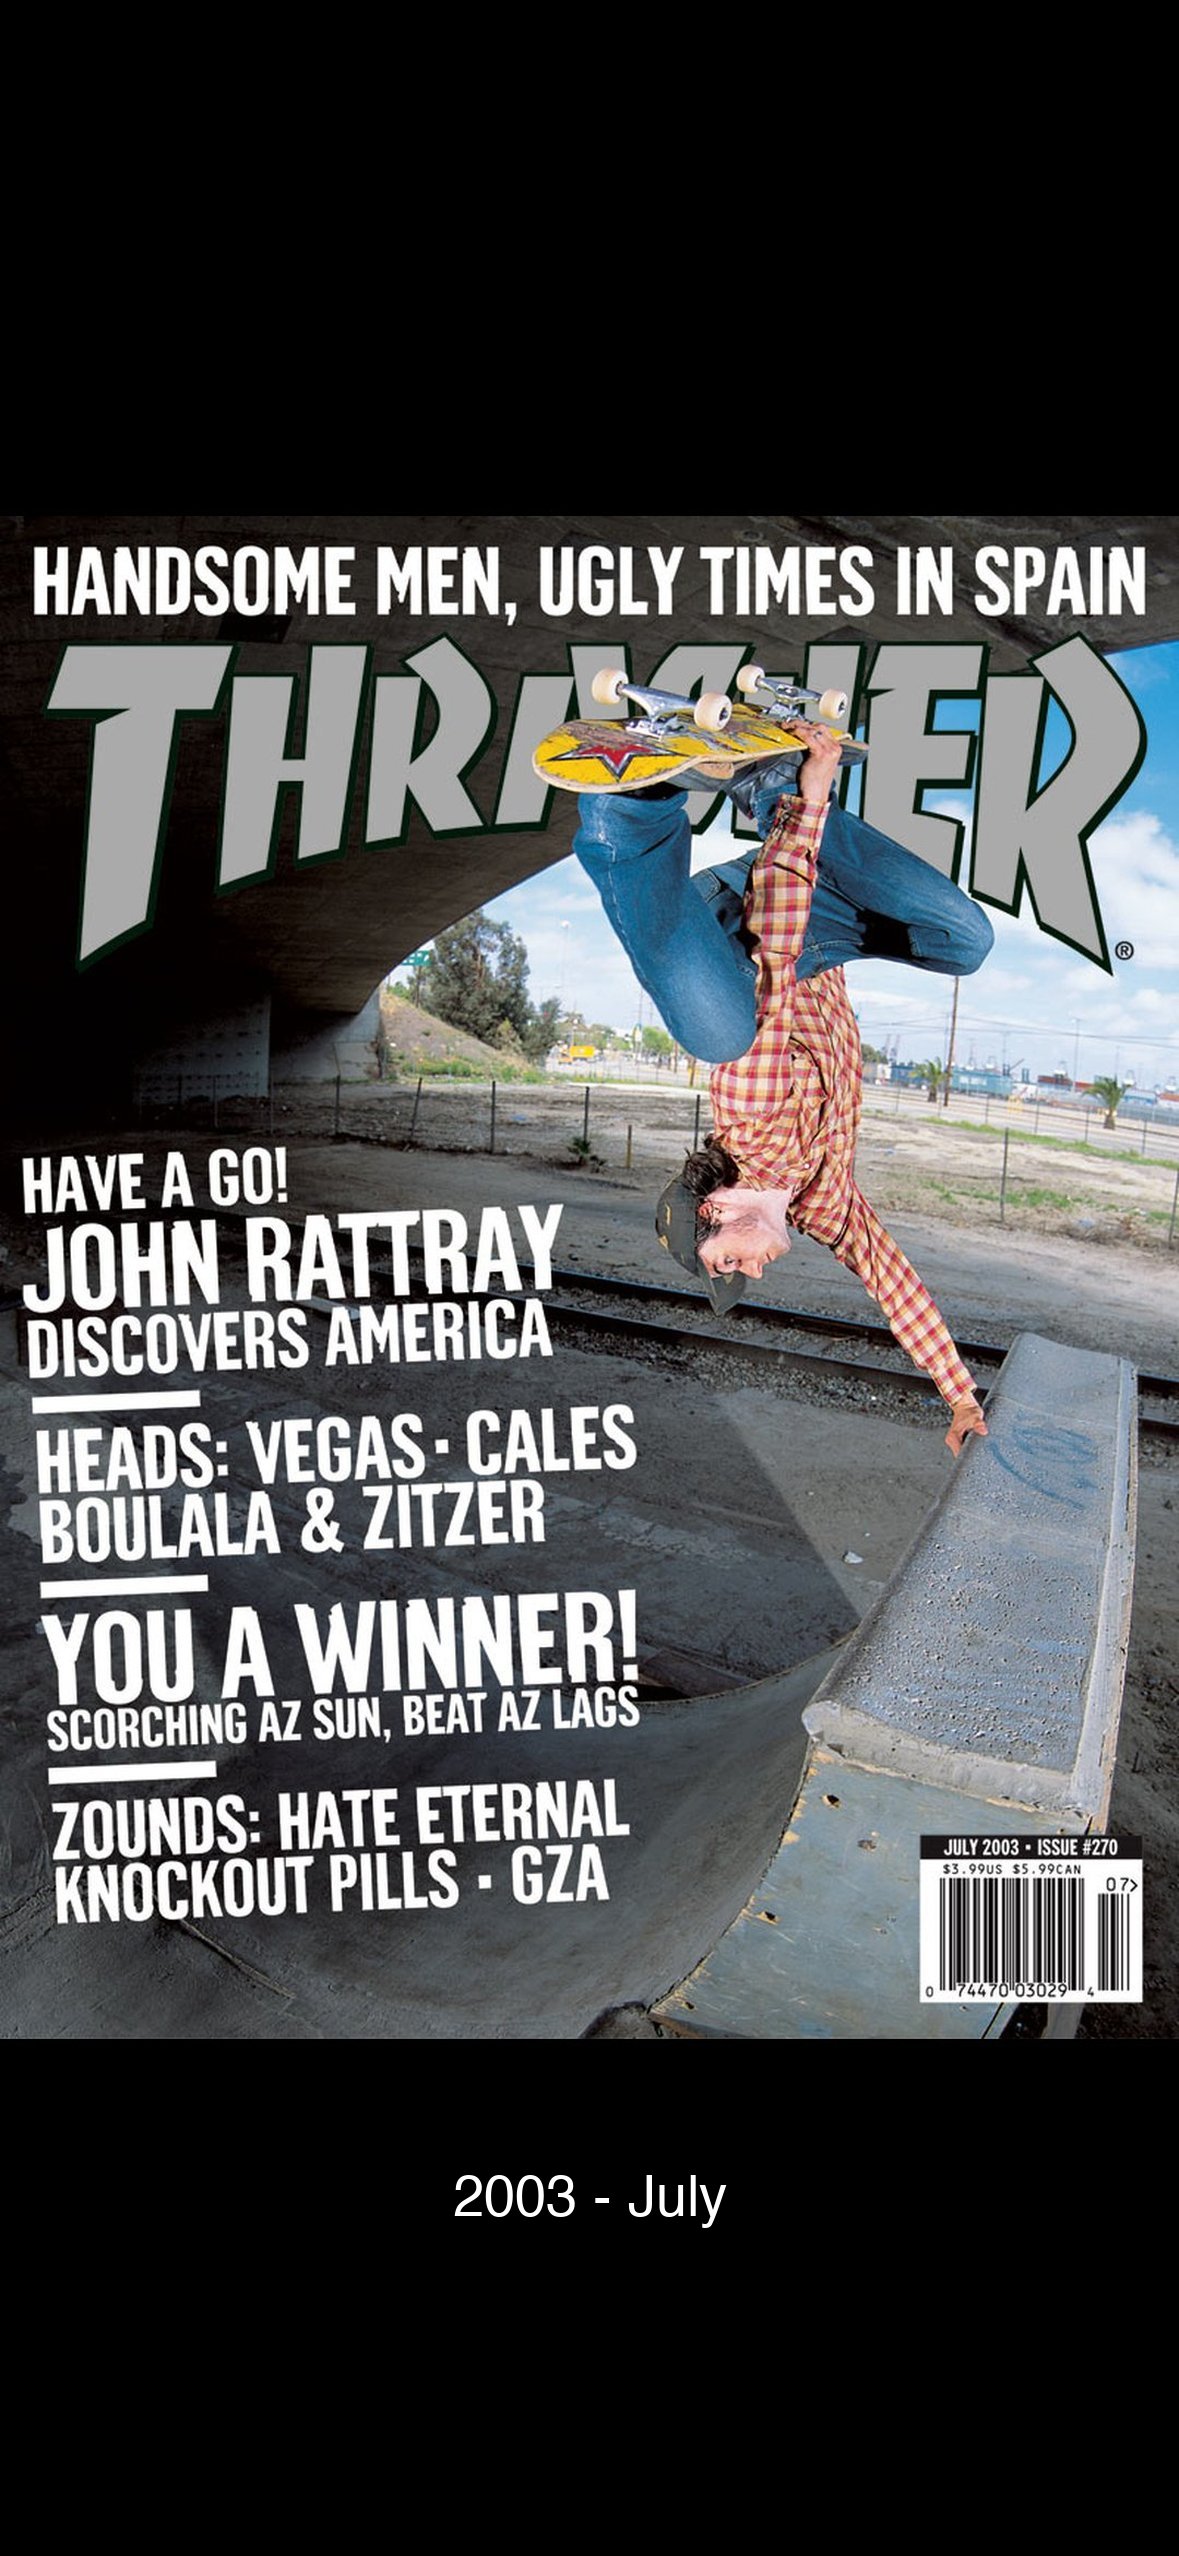 HANDSOME MEN, UGLY TIMES IN SPAIN
THRASHER®
HAVE A GO!
JOHN RATTRAY
DISCOVERS AMERICA
HEADS: VEGAS · CALES
BOULALA & ZITZER
YOU A WINNER!
SCORCHING AZ SUN, BEAT AZ LAGS
ZOUNDS: HATE ETERNAL
KNOCKOUT PILLS · GZA
JULY 2003 · ISSUE #270
$3.99US $5.99CAN
07>
0 74470 03029 4
2003 - July